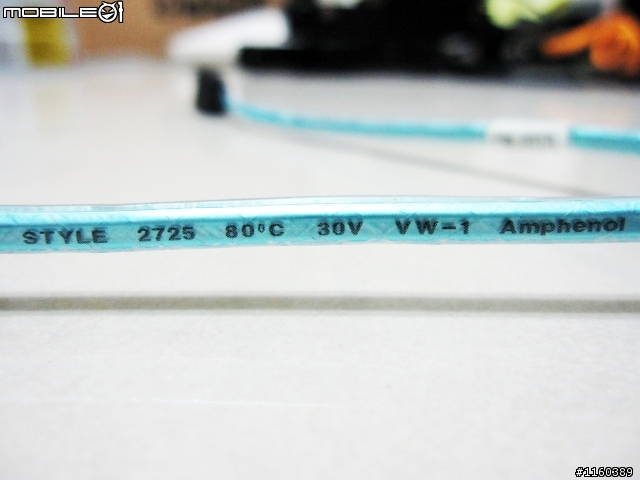 MOBILE01
STYLE 2725 80°C 30V VW-1 Amphenol
#1160389